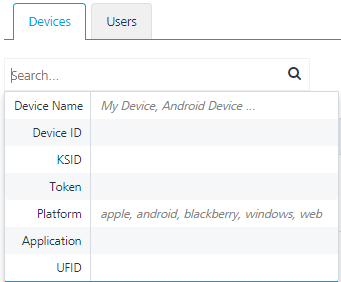 Devices Users
Search...
Device Name My Device, Android Device ...
Device ID
KSID
Token
Platform apple, android, blackberry, windows, web
Application
UFID